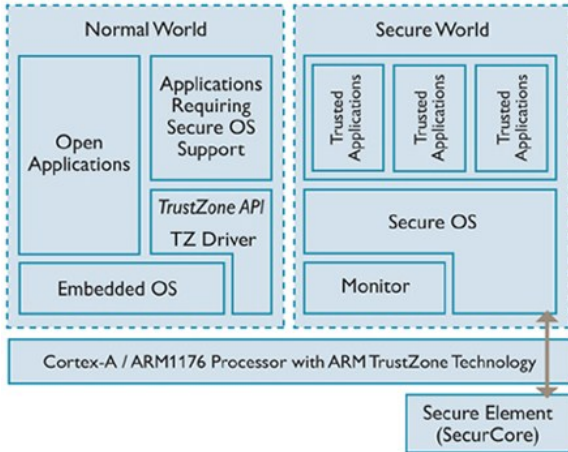 Normal World
Open
Applications
Applications
Requiring
Secure OS
Support
TrustZone API
TZ Driver
Embedded OS
Secure World
Trusted
Applications
Trusted
Applications
Trusted
Applications
Secure OS
Monitor
Cortex-A / ARM1176 Processor with ARM TrustZone Technology
Secure Element
(SecurCore)